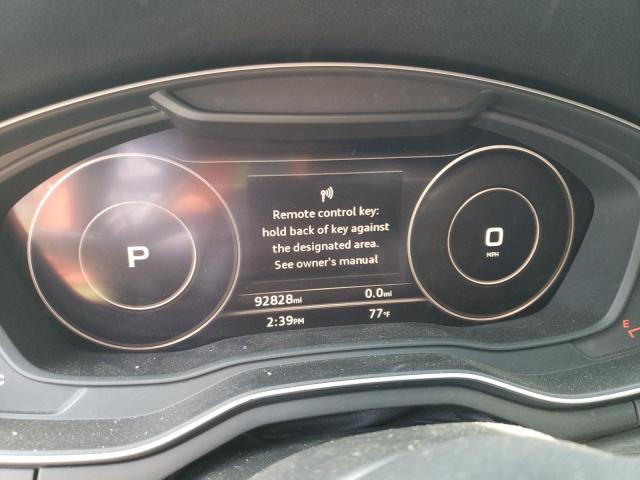 Remote control key:
hold back of key against
the designated area.
See owner's manual
P
0
MPH
92828mi 0.0mi
2:39PM 77°F
E
C